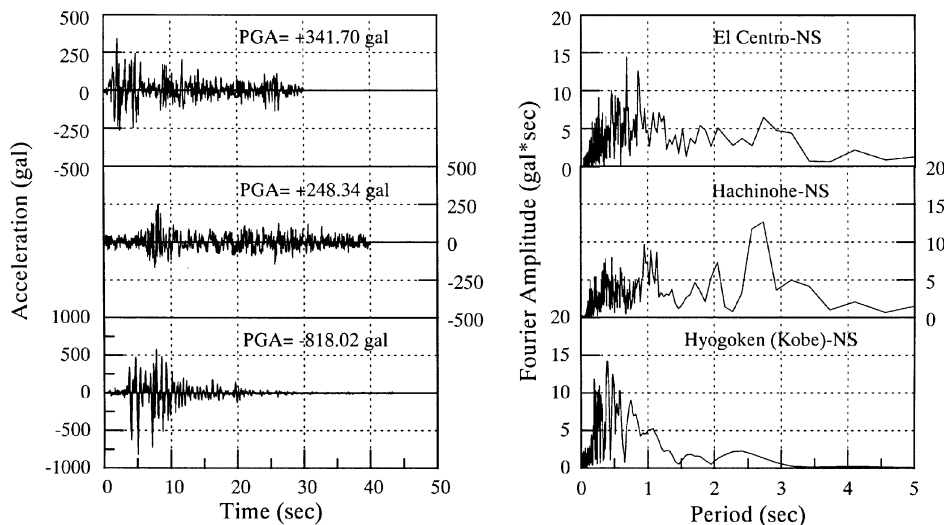 500
PGA= +341.70 gal
250
0
-250
-500
500
PGA= +248.34 gal
250
0
-250
1000
-500
PGA= -818.02 gal
500
0
-500
-1000
0 10 20 30 40 50
Time (sec)
Acceleration (gal)
20
El Centro-NS
15
10
5
0
20
Hachinohe-NS
15
10
5
20
0
Hyogoken (Kobe)-NS
15
10
5
0
0 1 2 3 4 5
Period (sec)
Fourier Amplitude (gal*sec)